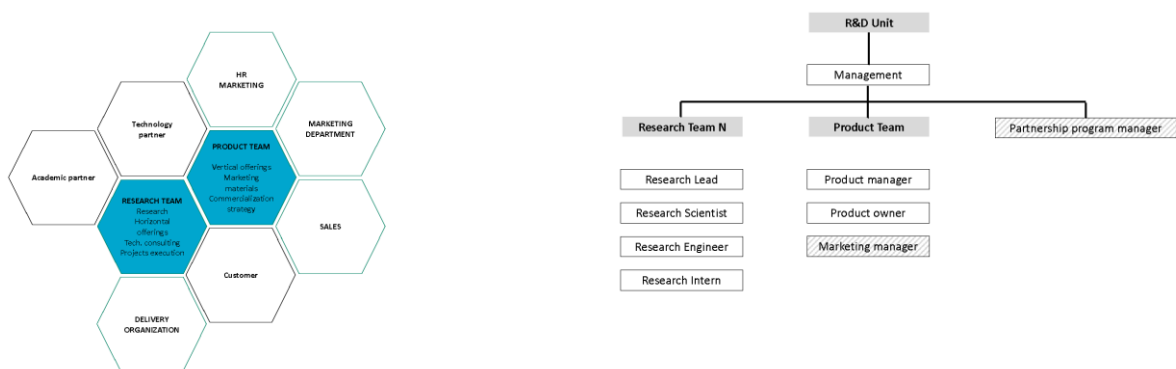 HR
MARKETING
Technology
partner
MARKETING
DEPARTMENT
PRODUCT TEAM
Vertical offerings
Marketing
materials
Commercialization
strategy
Academic partner
RESEARCH TEAM
Research
Horizontal
offerings
Tech. consulting
Projects execution
SALES
Customer
DELIVERY
ORGANIZATION
R&D Unit
Management
Research Team N
Product Team
Partnership program manager
Research Lead
Product manager
Research Scientist
Product owner
Research Engineer
Marketing manager
Research Intern